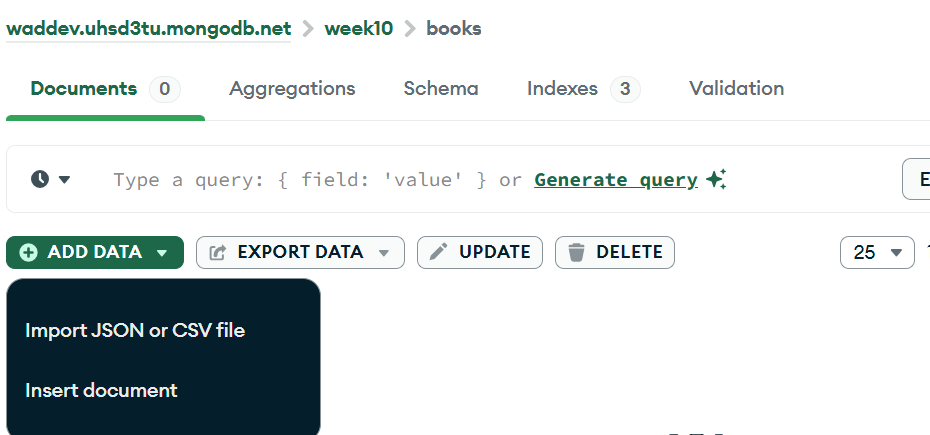 waddev.uhsd3tu.mongodb.net > week10 > books
Documents 0 Aggregations Schema Indexes 3 Validation
Type a query: { field: 'value' } or Generate query
ADD DATA EXPORT DATA UPDATE DELETE 25
Import JSON or CSV file
Insert document